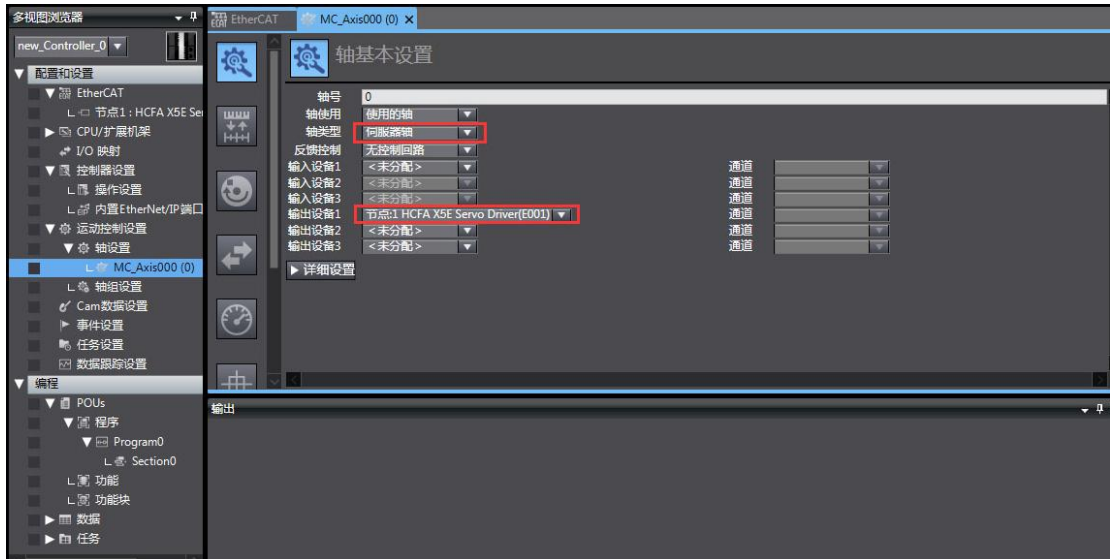 多视图浏览器
new_Controller_0
配置和设置
EtherCAT
节点1 : HCFA X5E Ser
CPU/扩展机架
I/O 映射
控制器设置
操作设置
内置EtherNet/IP端口
运动控制设置
轴设置
MC_Axis000 (0)
轴组设置
Cam数据设置
事件设置
任务设置
数据跟踪设置
编程
POUs
程序
Program0
Section0
功能
功能块
数据
任务
EtherCAT MC_Axis000 (0)
轴基本设置
轴号 0
轴使用 使用的轴
轴类型 伺服器轴
反馈控制 无控制回路
输入设备1 <未分配> 通道
输入设备2 <未分配> 通道
输入设备3 <未分配> 通道
输出设备1 节点:1 HCFA X5E Servo Driver(E001) 通道
输出设备2 <未分配> 通道
输出设备3 <未分配> 通道
详细设置
输出